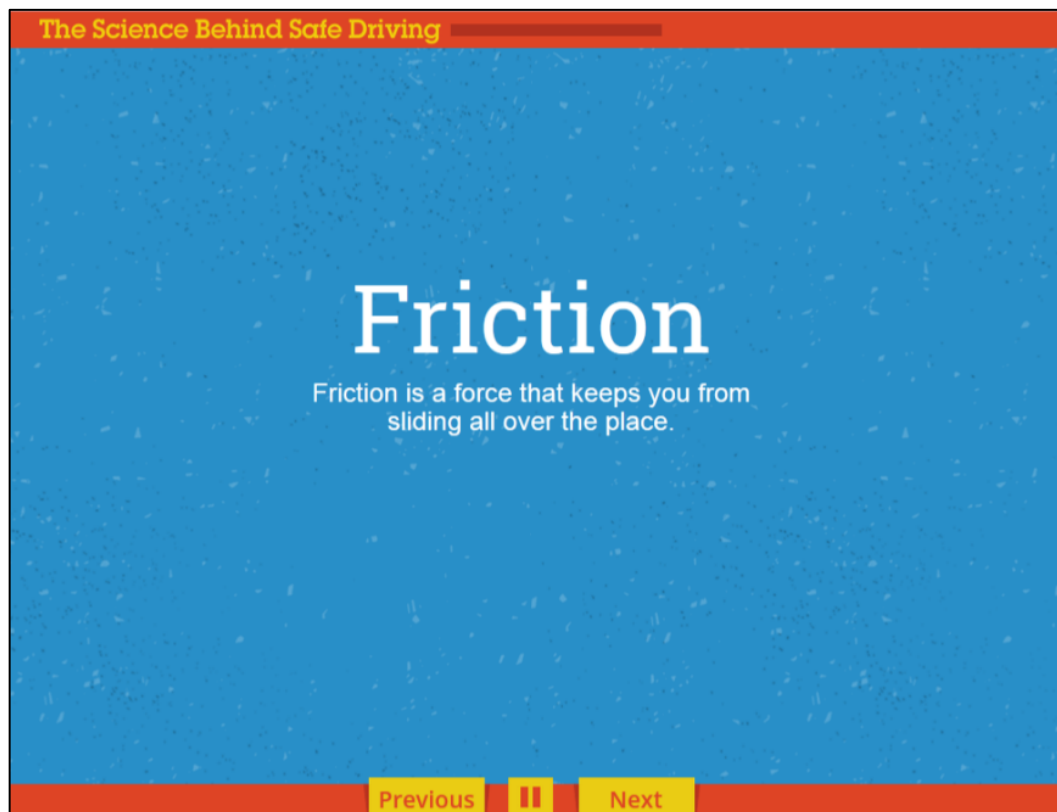 The Science Behind Safe Driving
Friction
Friction is a force that keeps you from
sliding all over the place.
Previous
Next